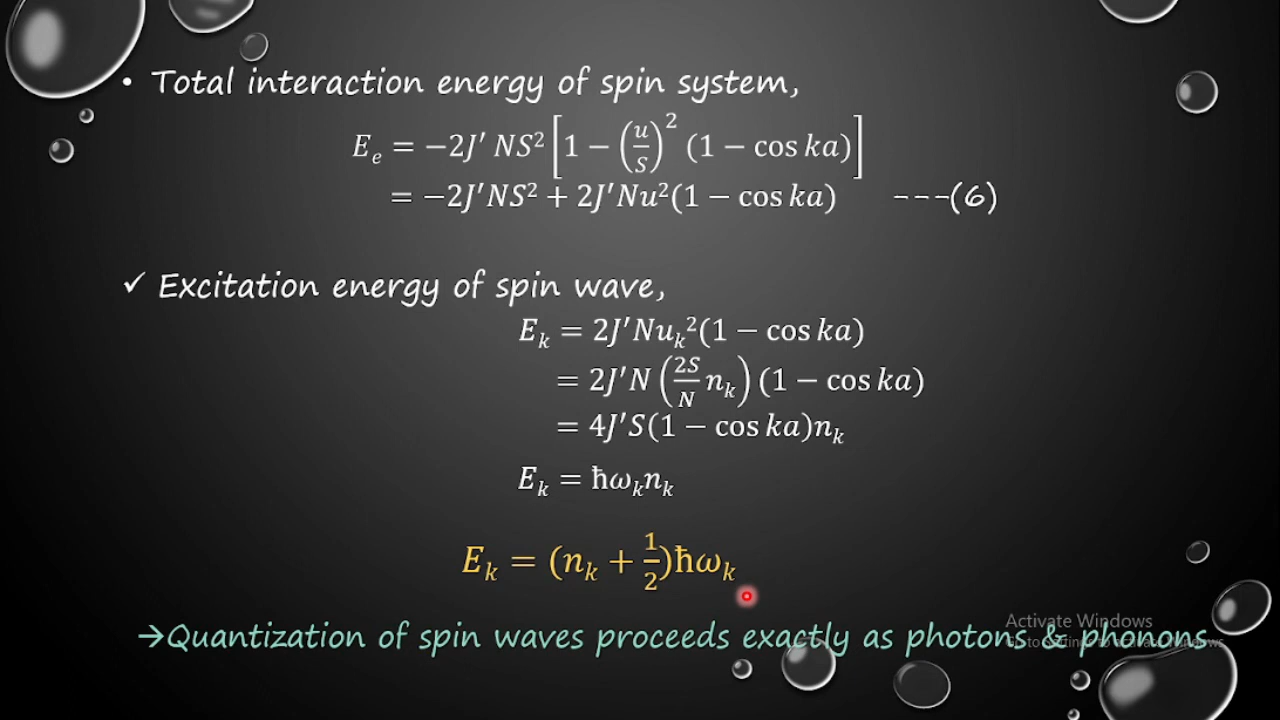 • Total interaction energy of spin system,
E_e = −2J′ NS² [1 − (u/S)² (1 − cos ka)]
= −2J′NS² + 2J′Nu²(1 − cos ka) ---(6)
✓ Excitation energy of spin wave,
E_k = 2J′Nu_k²(1 − cos ka)
= 2J′N (2S/N n_k) (1 − cos ka)
= 4J′S(1 − cos ka)n_k
E_k = ħω_k n_k
E_k = (n_k + 1/2)ħω_k
Activate Windows
→Quantization of spin waves proceeds exactly as photons & phonons